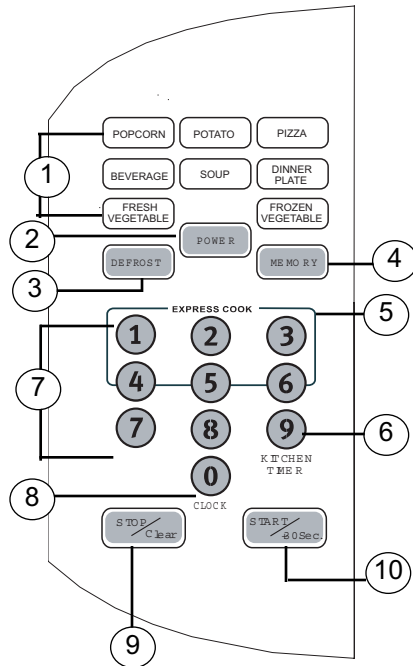 POPCORN POTATO PIZZA
1
BEVERAGE SOUP DINNER PLATE
FRESH VEGETABLE FROZEN VEGETABLE
2
POWER
DEFROST MEMORY
4
3
EXPRESS COOK
5
1 2 3
4 5 6
7
7 8 9
6
KITCHEN
TIMER
0
8
CLOCK
STOP/Clear START/+30Sec.
10
9